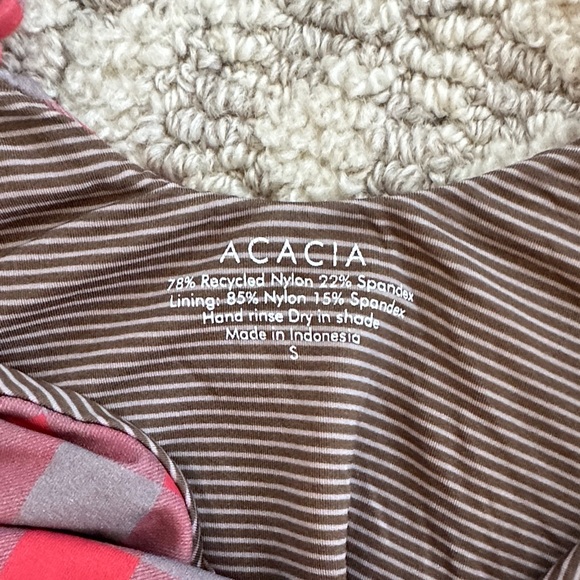 ACACIA
78% Recycled Nylon 22% Spandex
Lining: 85% Nylon 15% Spandex
Hand rinse Dry in shade
Made in Indonesia
S